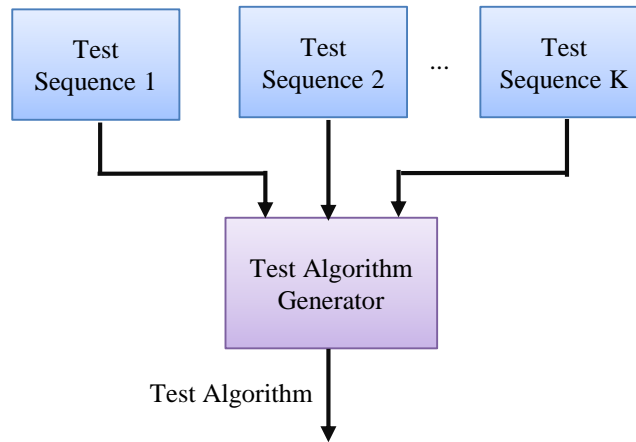 Test
Sequence 1
Test
Sequence 2
...
Test
Sequence K
Test Algorithm
Generator
Test Algorithm